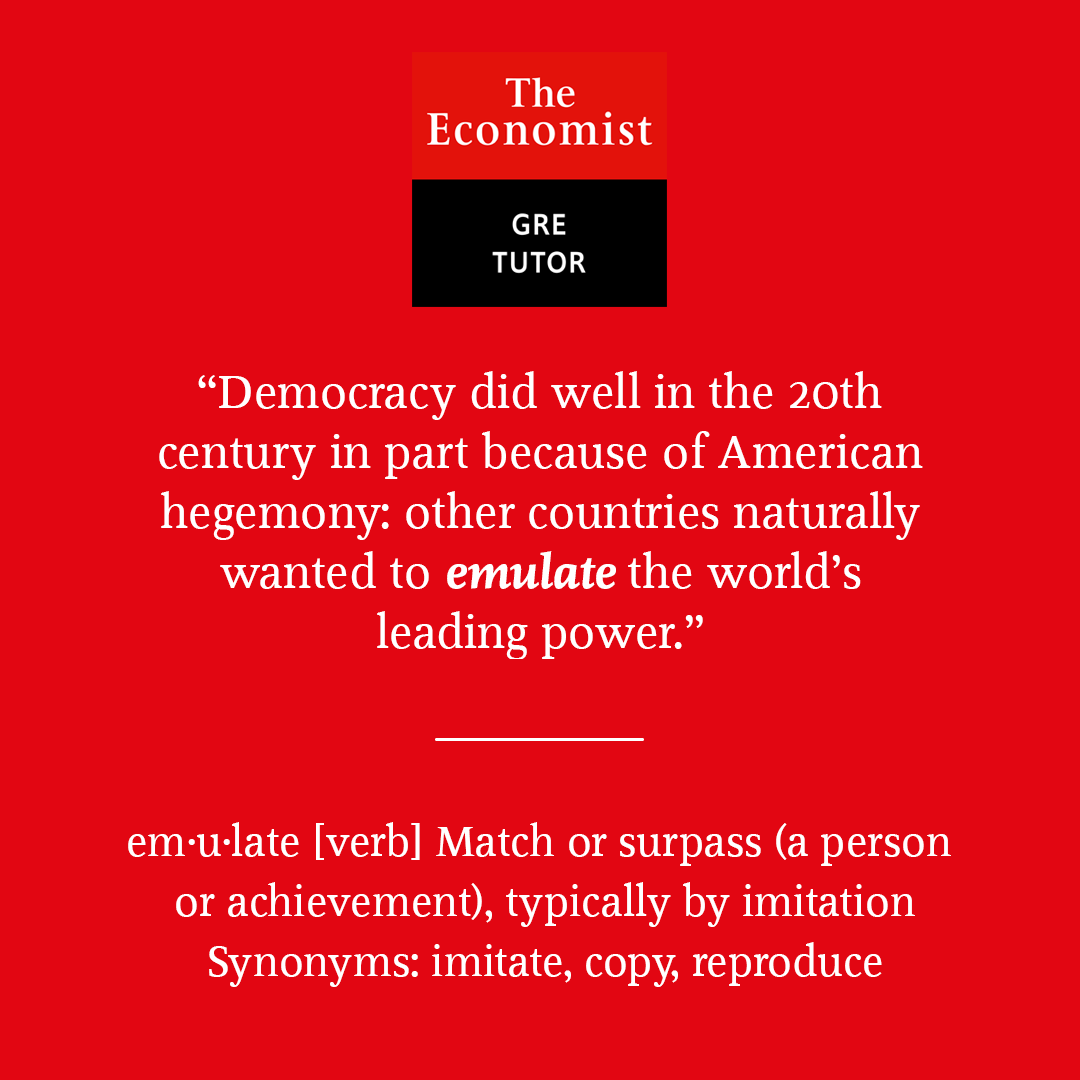 The
Economist
GRE
TUTOR
“Democracy did well in the 20th
century in part because of American
hegemony: other countries naturally
wanted to emulate the world’s
leading power.”
em·u·late [verb] Match or surpass (a person
or achievement), typically by imitation
Synonyms: imitate, copy, reproduce